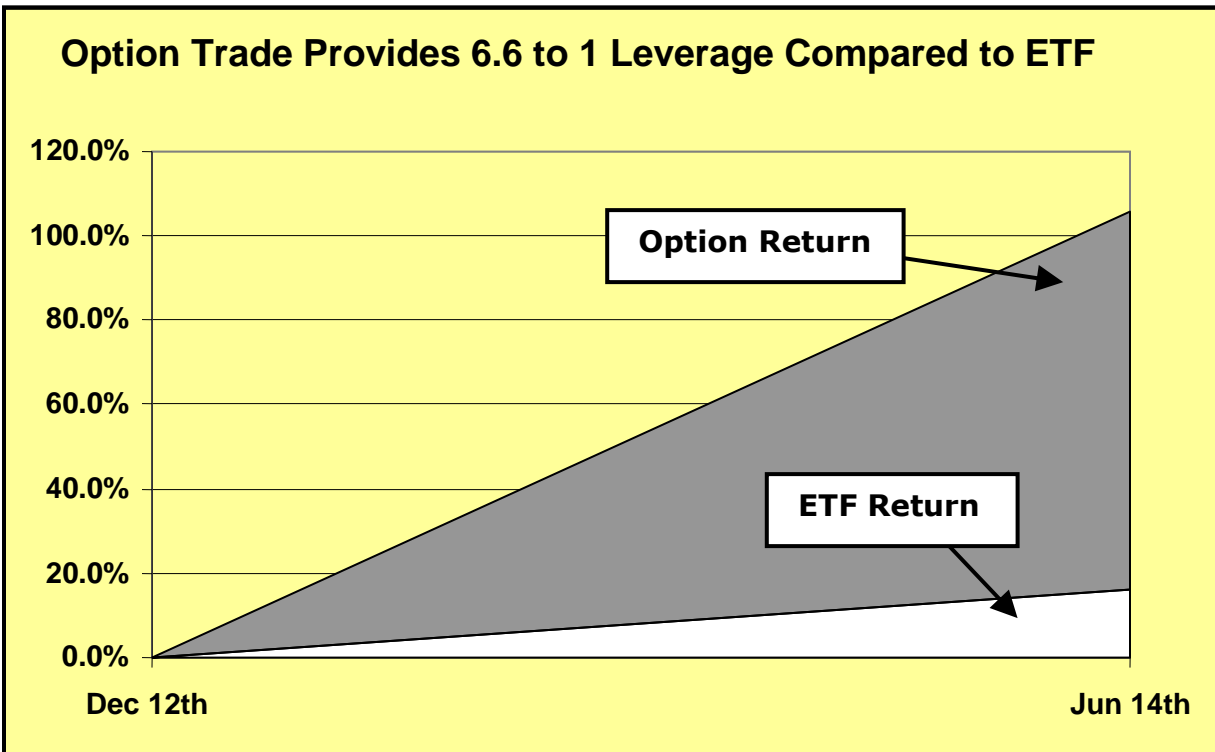 Option Trade Provides 6.6 to 1 Leverage Compared to ETF
120.0%
100.0%
80.0%
60.0%
40.0%
20.0%
0.0%
Option Return
ETF Return
Dec 12th
Jun 14th